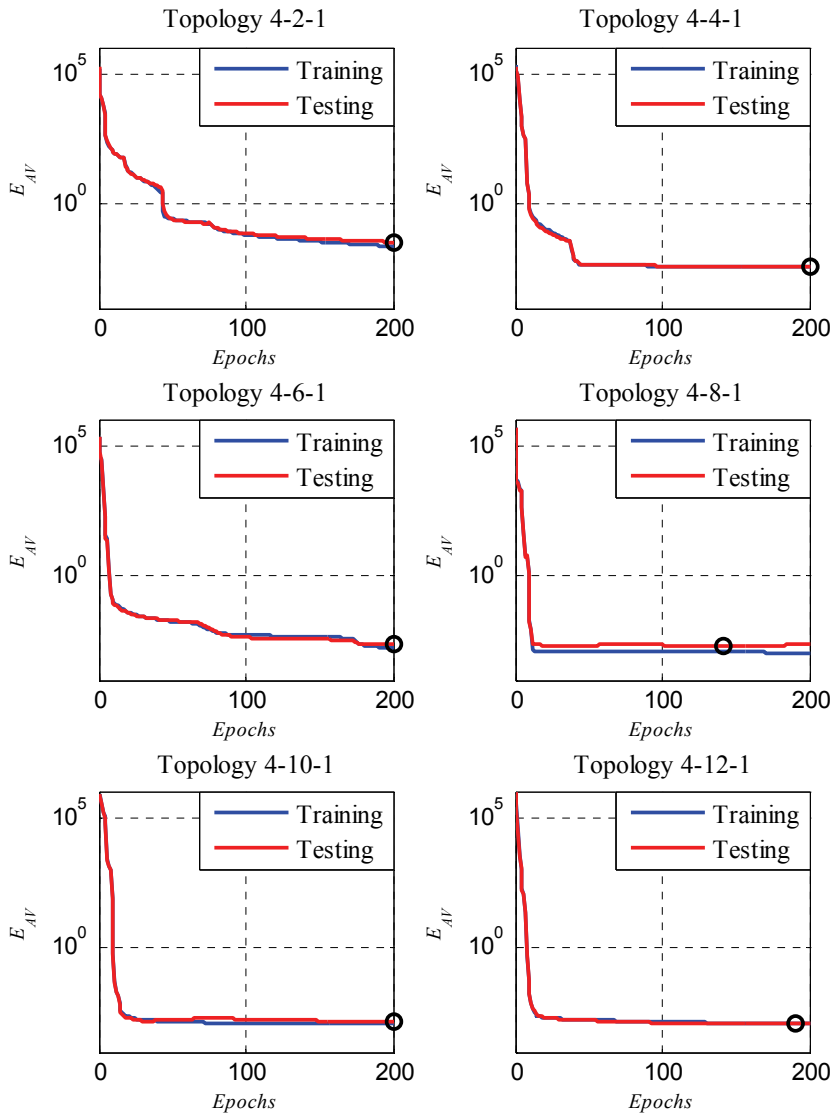 Topology 4-2-1
Topology 4-4-1
10^5
Training
Testing
E_AV
10^0
0
100
200
Epochs
10^5
Training
Testing
E_AV
10^0
0
100
200
Epochs
Topology 4-6-1
Topology 4-8-1
10^5
Training
Testing
E_AV
10^0
0
100
200
Epochs
10^5
Training
Testing
E_AV
10^0
0
100
200
Epochs
Topology 4-10-1
Topology 4-12-1
10^5
Training
Testing
E_AV
10^0
0
100
200
Epochs
10^5
Training
Testing
E_AV
10^0
0
100
200
Epochs